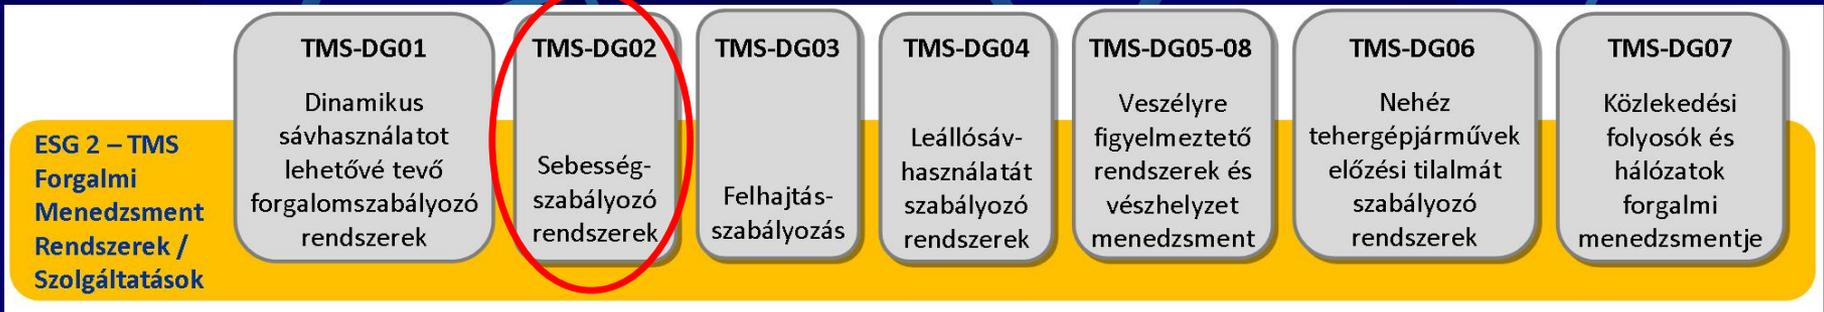 ESG 2 – TMS
Forgalmi
Menedzsment
Rendszerek /
Szolgáltatások
TMS-DG01
Dinamikus
sávhasználatot
lehetővé tevő
forgalomszabályozó
rendszerek
TMS-DG02
Sebesség-
szabályozó
rendszerek
TMS-DG03
Felhajtás-
szabályozás
TMS-DG04
Leállósáv-
használatát
szabályozó
rendszerek
TMS-DG05-08
Veszélyre
figyelmeztető
rendszerek és
vészhelyzet
menedzsment
TMS-DG06
Nehéz
tehergépjárművek
előzési tilalmát
szabályozó
rendszerek
TMS-DG07
Közlekedési
folyosók és
hálózatok
forgalmi
menedzsmentje